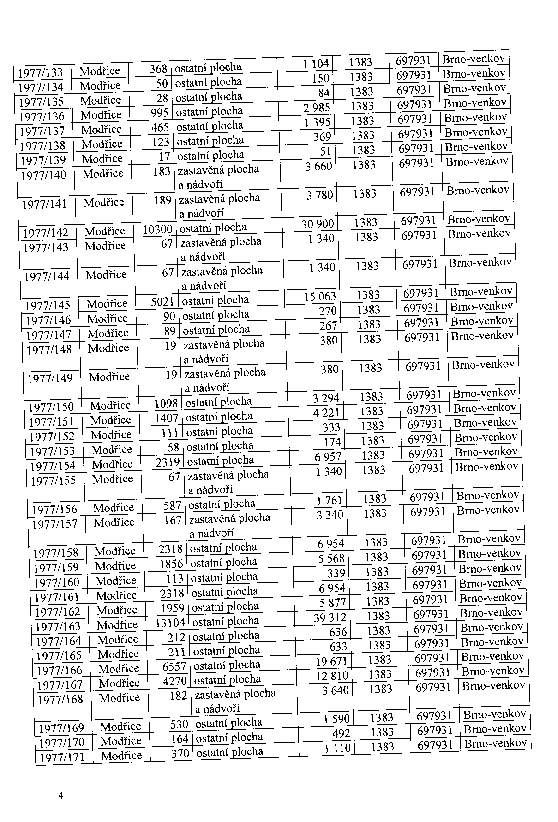 1977/133 Modřice 368 ostatní plocha 1 104 1383 697931 Brno-venkov
1977/134 Modřice 50 ostatní plocha 150 1383 697931 Brno-venkov
1977/135 Modřice 28 ostatní plocha 84 1383 697931 Brno-venkov
1977/136 Modřice 995 ostatní plocha 2 985 1383 697931 Brno-venkov
1977/137 Modřice 465 ostatní plocha 1 395 1383 697931 Brno-venkov
1977/138 Modřice 123 ostatní plocha 369 1383 697931 Brno-venkov
1977/139 Modřice 17 ostatní plocha 51 1383 697931 Brno-venkov
1977/140 Modřice 183 zastavěná plocha 3 660 1383 697931 Brno-venkov
a nádvoří
1977/141 Modřice 189 zastavěná plocha 3 780 1383 697931 Brno-venkov
a nádvoří
1977/142 Modřice 10300 ostatní plocha 30 900 1383 697931 Brno-venkov
1977/143 Modřice 67 zastavěná plocha 1 340 1383 697931 Brno-venkov
a nádvoří
1977/144 Modřice 67 zastavěná plocha 1 340 1383 697931 Brno-venkov
a nádvoří
1977/145 Modřice 5021 ostatní plocha 15 063 1383 697931 Brno-venkov
1977/146 Modřice 90 ostatní plocha 270 1383 697931 Brno-venkov
1977/147 Modřice 89 ostatní plocha 267 1383 697931 Brno-venkov
1977/148 Modřice 19 zastavěná plocha 380 1383 697931 Brno-venkov
a nádvoří
1977/149 Modřice 19 zastavěná plocha 380 1383 697931 Brno-venkov
a nádvoří
1977/150 Modřice 1098 ostatní plocha 3 294 1383 697931 Brno-venkov
1977/151 Modřice 1407 ostatní plocha 4 221 1383 697931 Brno-venkov
1977/152 Modřice 111 ostatní plocha 333 1383 697931 Brno-venkov
1977/153 Modřice 58 ostatní plocha 174 1383 697931 Brno-venkov
1977/154 Modřice 2319 ostatní plocha 6 957 1383 697931 Brno-venkov
1977/155 Modřice 67 zastavěná plocha 1 340 1383 697931 Brno-venkov
a nádvoří
1977/156 Modřice 587 ostatní plocha 1 761 1383 697931 Brno-venkov
1977/157 Modřice 167 zastavěná plocha 3 340 1383 697931 Brno-venkov
a nádvoří
1977/158 Modřice 2318 ostatní plocha 6 954 1383 697931 Brno-venkov
1977/159 Modřice 1856 ostatní plocha 5 568 1383 697931 Brno-venkov
1977/160 Modřice 113 ostatní plocha 339 1383 697931 Brno-venkov
1977/161 Modřice 2318 ostatní plocha 6 954 1383 697931 Brno-venkov
1977/162 Modřice 1959 ostatní plocha 5 877 1383 697931 Brno-venkov
1977/163 Modřice 13104 ostatní plocha 39 312 1383 697931 Brno-venkov
1977/164 Modřice 212 ostatní plocha 636 1383 697931 Brno-venkov
1977/165 Modřice 211 ostatní plocha 633 1383 697931 Brno-venkov
1977/166 Modřice 6557 ostatní plocha 19 671 1383 697931 Brno-venkov
1977/167 Modřice 4270 ostatní plocha 12 810 1383 697931 Brno-venkov
1977/168 Modřice 182 zastavěná plocha 3 640 1383 697931 Brno-venkov
a nádvoří
1977/169 Modřice 530 ostatní plocha 1 590 1383 697931 Brno-venkov
1977/170 Modřice 164 ostatní plocha 492 1383 697931 Brno-venkov
1977/171 Modřice 370 ostatní plocha 1 110 1383 697931 Brno-venkov
4